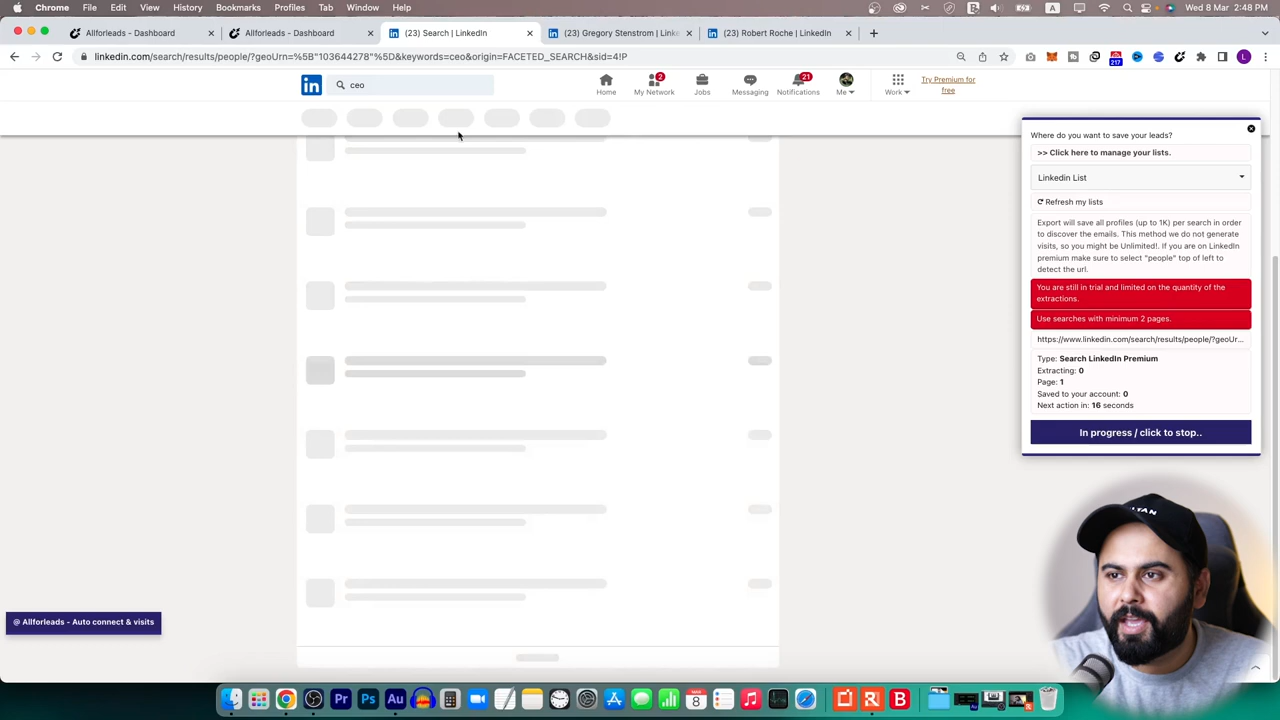 Chrome File Edit View History Bookmarks Profiles Tab Window Help
Wed 8 Mar 2:48 PM
Allforleads - Dashboard
Allforleads - Dashboard
(23) Search | LinkedIn
(23) Gregory Stenstrom | Linke
(23) Robert Roche | LinkedIn
linkedin.com/search/results/people/?geoUrn=%5B"103644278"%5D&keywords=ceo&origin=FACETED_SEARCH&sid=4!P
217
L
in
ceo
Home
2
My Network
Jobs
Messaging
21
Notifications
Me
Work
Try Premium for
free
Where do you want to save your leads?
>> Click here to manage your lists.
Linkedin List
Refresh my lists
Export will save all profiles (up to 1K) per search in order
to discover the emails. This method we do not generate
visits, so you might be Unlimited!. If you are on LinkedIn
premium make sure to select "people" top of left to
detect the url.
You are still in trial and limited on the quantity of the
extractions.
Use searches with minimum 2 pages.
https://www.linkedin.com/search/results/people/?geoUr...
Type: Search LinkedIn Premium
Extracting: 0
Page: 1
Saved to your account: 0
Next action in: 16 seconds
In progress / click to stop..
@ Allforleads - Auto connect & visits
Pr
Ps
Au
8
R
B